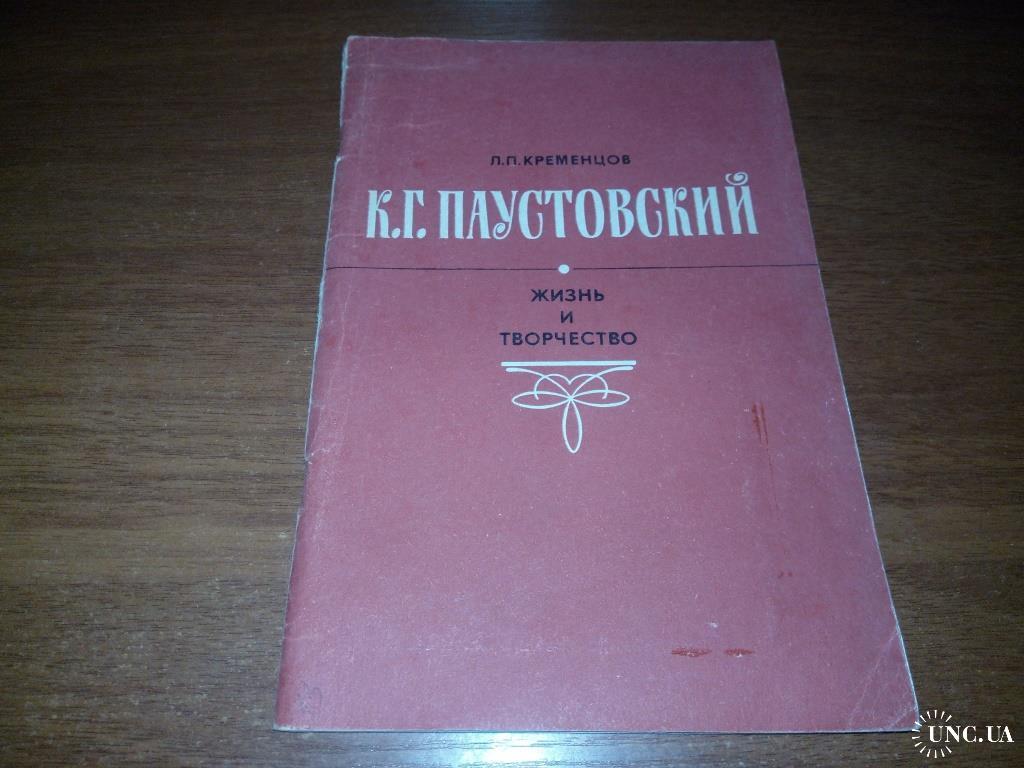 Л.П.КРЕМЕНЦОВ
К.Г. ПАУСТОВСКИЙ
ЖИЗНЬ
И
ТВОРЧЕСТВО
UNC.UA